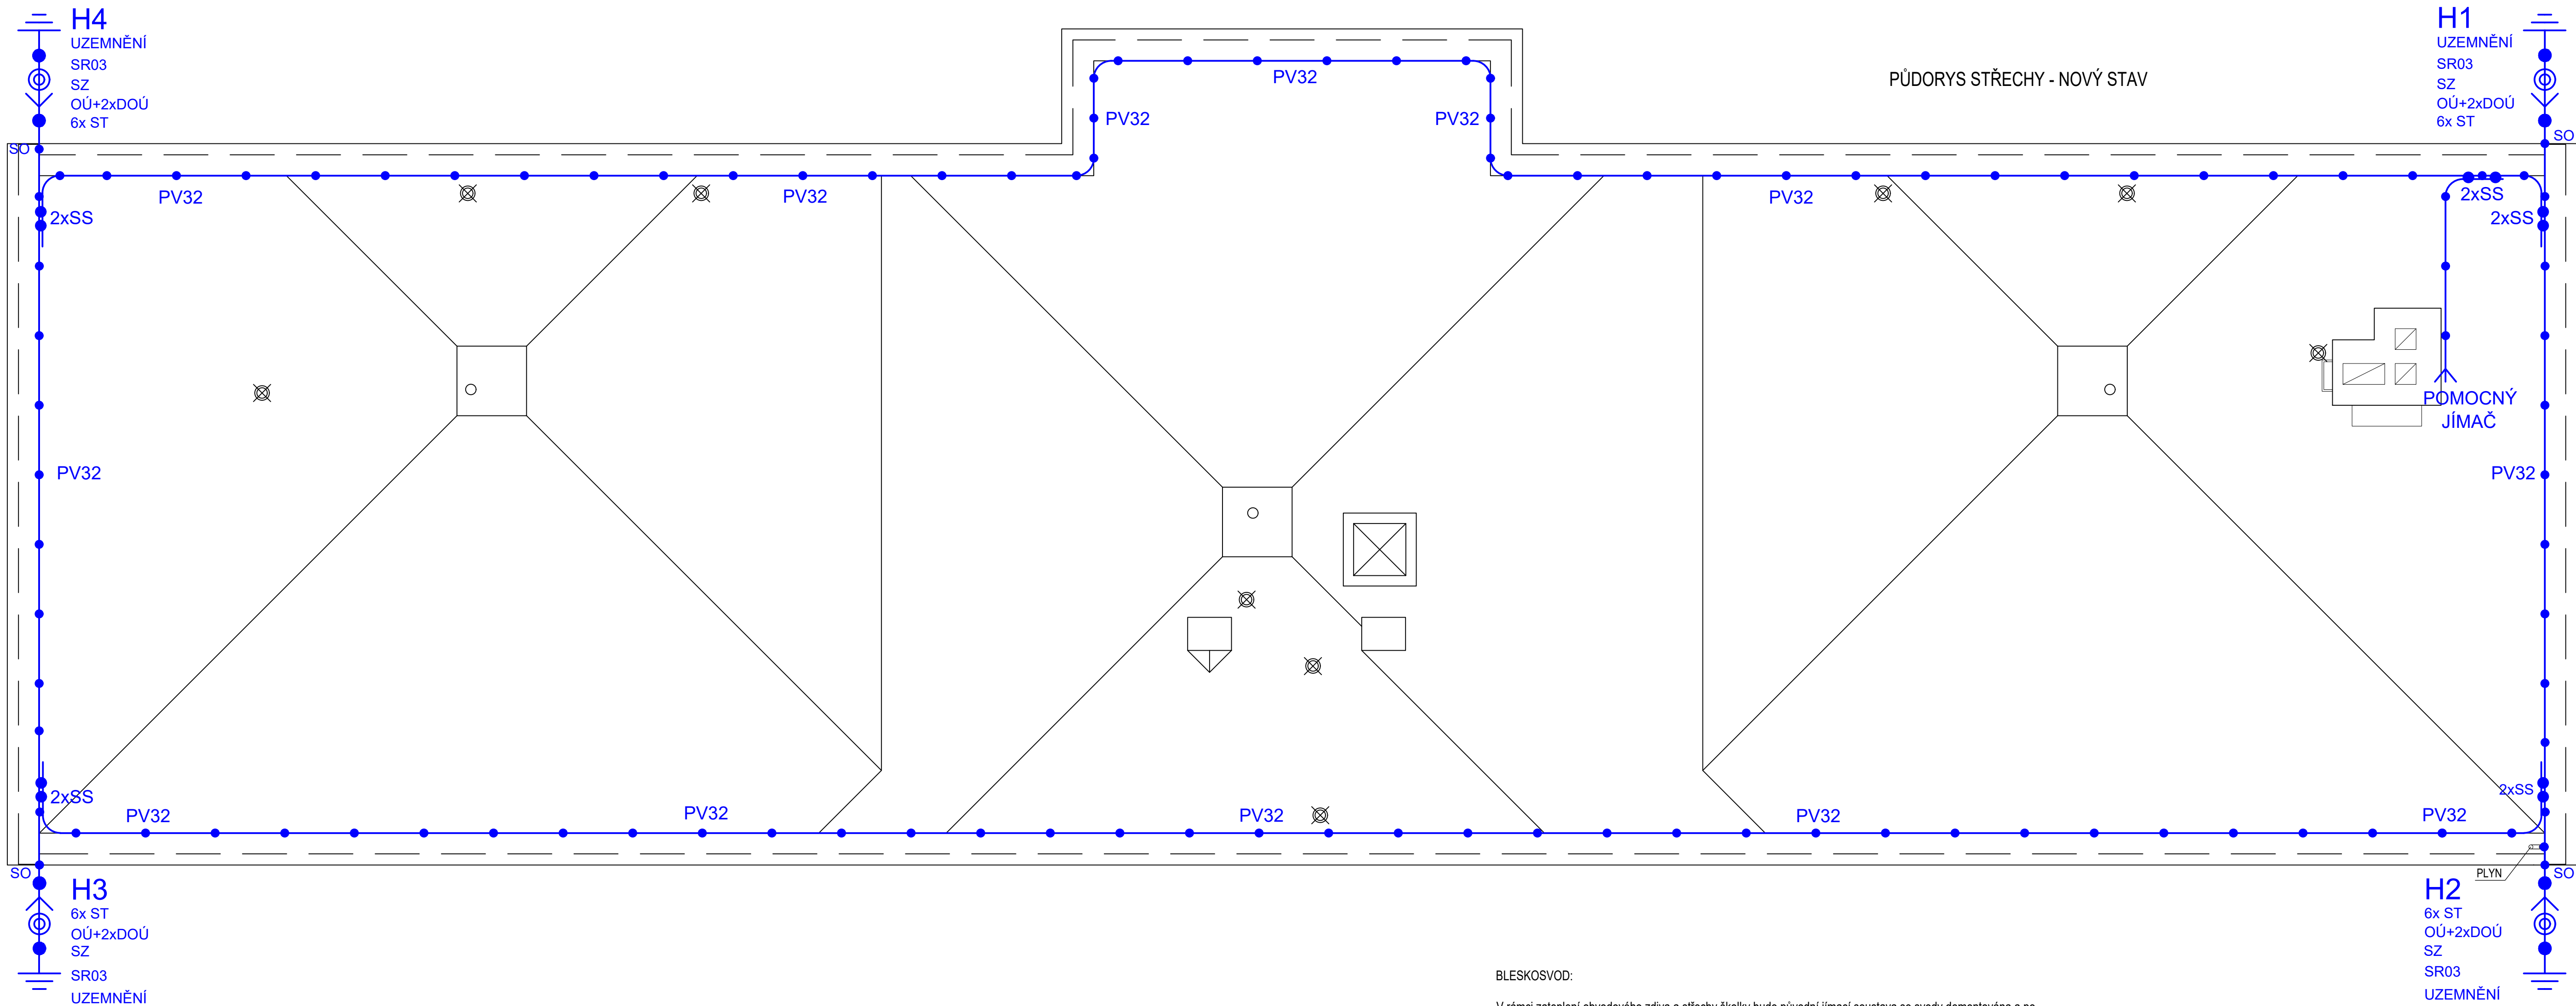 H4
UZEMNĚNÍ
SR03
SZ
OÚ+2xDOÚ
6x ST
H1
UZEMNĚNÍ
SR03
SZ
OÚ+2xDOÚ
6x ST
PŮDORYS STŘECHY - NOVÝ STAV
PV32
PV32
PV32
SO
SO
PV32
PV32
PV32
2xSS
2xSS
2xSS
POMOCNÝ
JÍMAČ
PV32
PV32
2xSS
2xSS
PV32
PV32
PV32
PV32
PV32
SO
PLYN
SO
H3
6x ST
OÚ+2xDOÚ
SZ
SR03
UZEMNĚNÍ
H2
6x ST
OÚ+2xDOÚ
SZ
SR03
UZEMNĚNÍ
BLESKOSVOD: